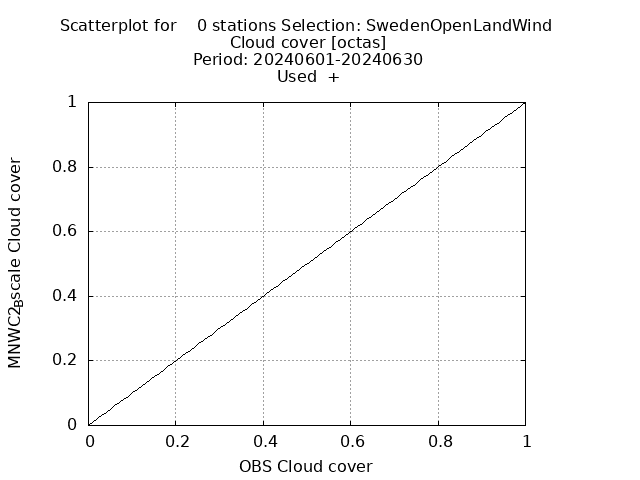 Scatterplot for    0 stations Selection: SwedenOpenLandWind
Cloud cover [octas]
Period: 20240601-20240630
Used  +
1
0.8
0.6
0.4
0.2
0
MNWC2Bscale Cloud cover
0 0.2 0.4 0.6 0.8 1
OBS Cloud cover